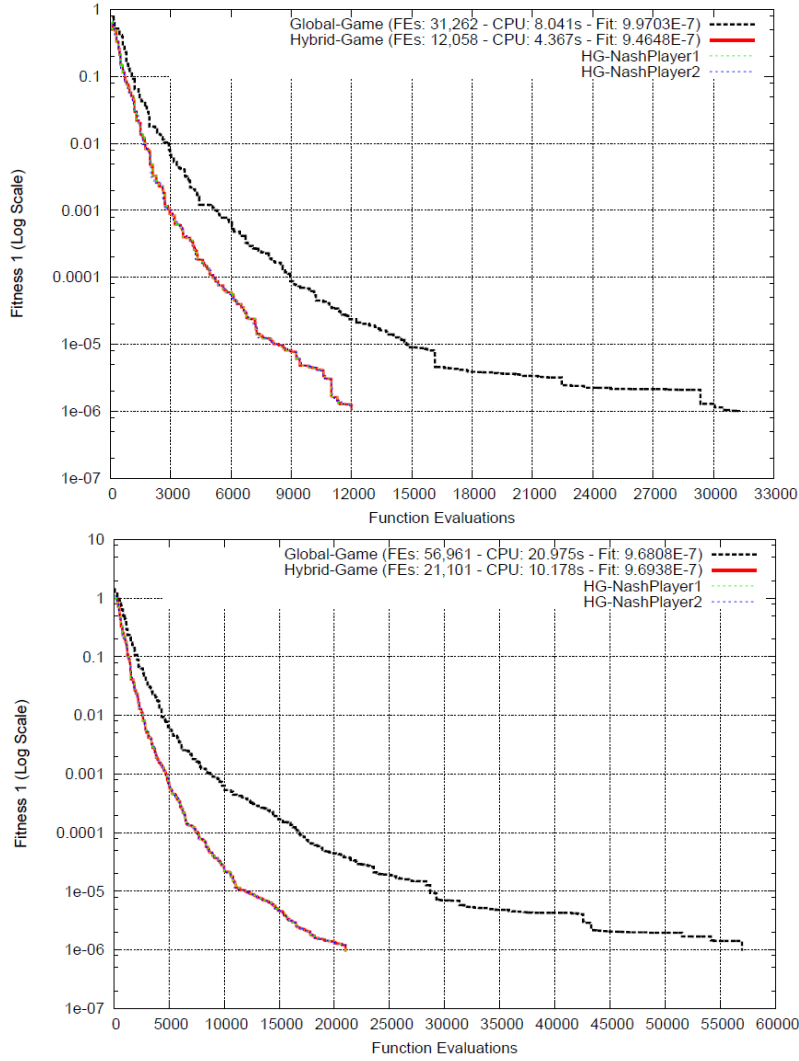 Global-Game (FEs: 31,262 - CPU: 8.041s - Fit: 9.9703E-7)
Hybrid-Game (FEs: 12,058 - CPU: 4.367s - Fit: 9.4648E-7)
HG-NashPlayer1
HG-NashPlayer2
Fitness 1 (Log Scale)
1
0.1
0.01
0.001
0.0001
1e-05
1e-06
1e-07
0 3000 6000 9000 12000 15000 18000 21000 24000 27000 30000 33000
Function Evaluations
Global-Game (FEs: 56,961 - CPU: 20.975s - Fit: 9.6808E-7)
Hybrid-Game (FEs: 21,101 - CPU: 10.178s - Fit: 9.6938E-7)
HG-NashPlayer1
HG-NashPlayer2
Fitness 1 (Log Scale)
10
1
0.1
0.01
0.001
0.0001
1e-05
1e-06
1e-07
0 5000 10000 15000 20000 25000 30000 35000 40000 45000 50000 55000 60000
Function Evaluations